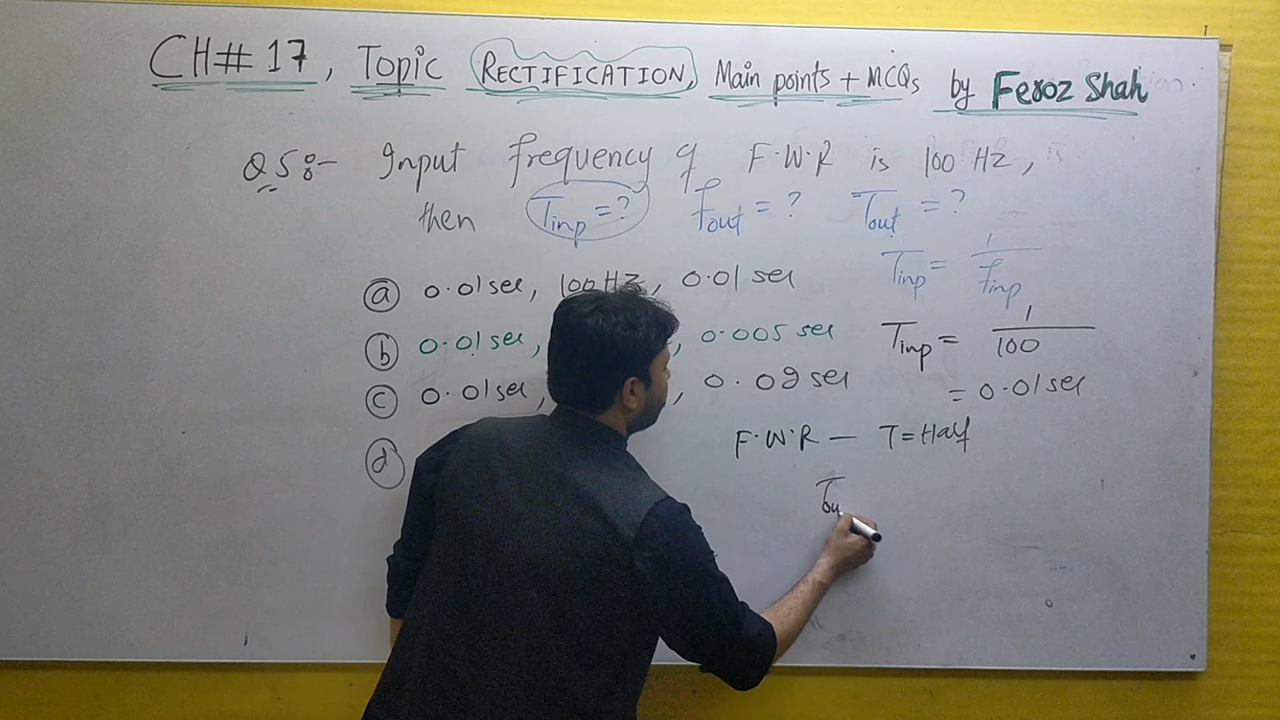 CH# 17, Topic RECTIFICATION, Main points + MCQs by Feroz Shah
Q5:- Input frequency of F.W.R is 100 HZ,
then Tinp = ? fout = ? Tout = ?
Tinp = 1/finp
(a) 0.01 sec, 100 HZ, 0.01 sec
(b) 0.01 sec, , 0.005 sec
Tinp = 1/100
(c) 0.01 sec, , 0.02 sec
= 0.01 sec
(d)
F.W.R — T = Half
Tou